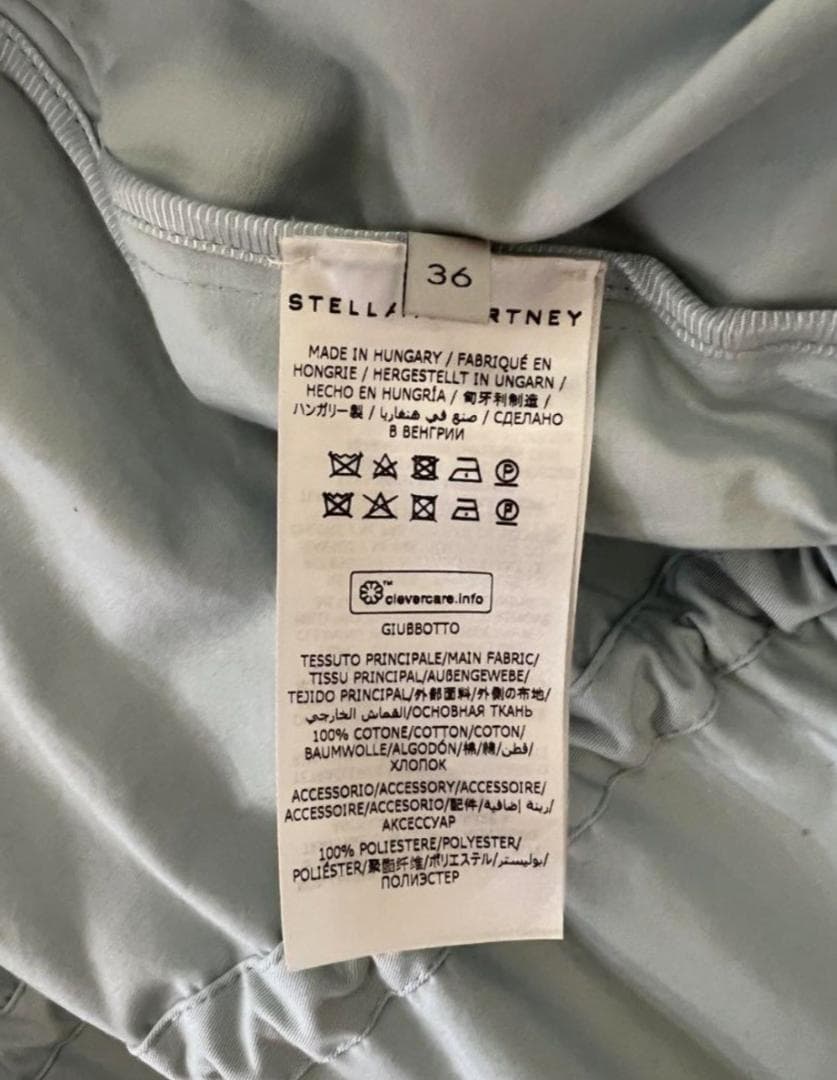 36
STELLA RTNEY
MADE IN HUNGARY / FABRIQUÉ EN
HONGRIE / HERGESTELLT IN UNGARN /
HECHO EN HUNGRÍA / 匈牙利制造 /
ハンガリー製 / صنع في هنغاريا / СДЕЛАНО
В ВЕНГРИИ
P
F
clevercare.info
GIUBBOTTO
TESSUTO PRINCIPALE/MAIN FABRIC/
TISSU PRINCIPAL/AUßENGEWEBE/
TEJIDO PRINCIPAL/外部面料/外側の布地/
القماش الخارجي/ОСНОВНАЯ ТКАНЬ
100% COTONE/COTTON/COTON/
BAUMWOLLE/ALGODÓN/棉/綿/قطن/
ХЛОПОК
ACCESSORIO/ACCESSORY/ACCESSOIRE/
ACCESSOIRE/ACCESORIO/配件/زينة إضافية/
АКСЕССУАР
100% POLIESTERE/POLYESTER/
POLIÉSTER/聚酯纤维/ポリエステル/بوليستر/
ПОЛИЭСТЕР